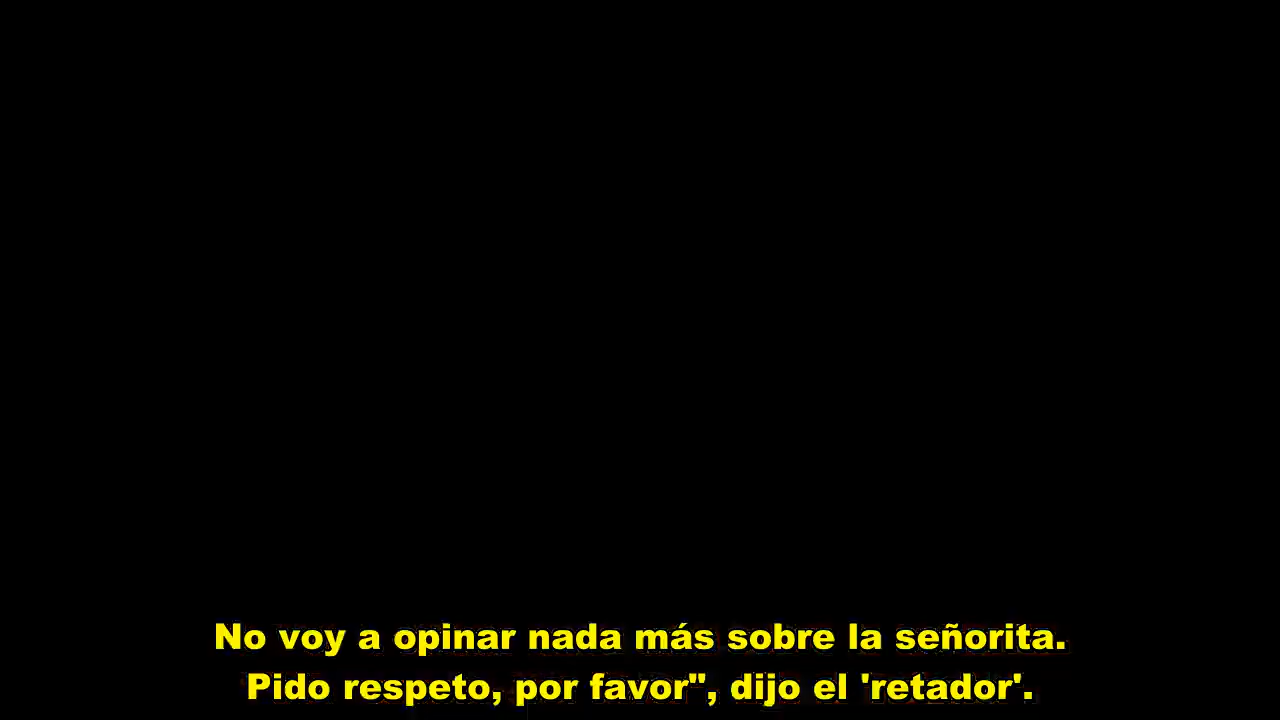 No voy a opinar nada más sobre la señorita.
Pido respeto, por favor", dijo el 'retador'.